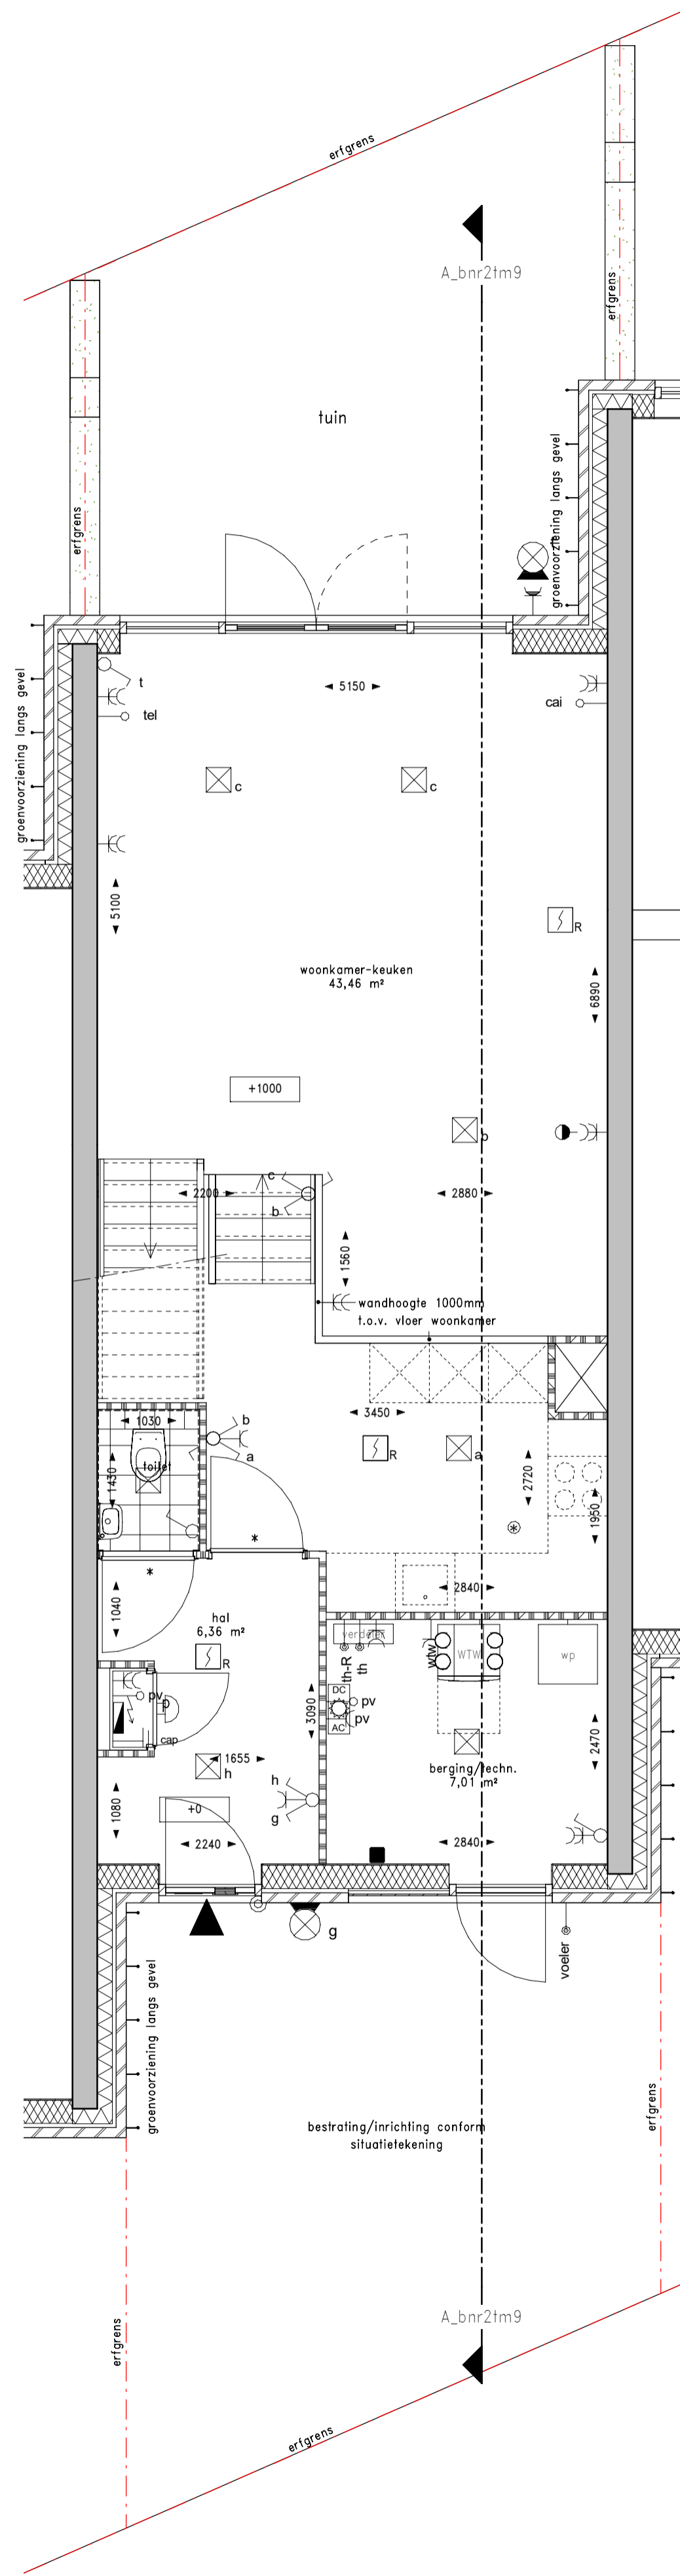 erfgrens
A_bnr2tm9
erfgrens
tuin
groenvoorziening langs gevel
erfgrens
t
5150
cai
tel
groenvoorziening langs gevel
c
c
5100
R
woonkamer-keuken
43,46 m²
6890
+1000
b
c
2200
2880
b
1560
wandhoogte 1000mm
t.o.v. vloer woonkamer
1030
3450
b
a
R
a
toilet
1430
2720
1950
*
*
*
2840
1040
hal
6,36 m²
verdeler
R
th-R
th
wtw
WTW
wp
pv
p
DC
pv
pv
AC
cap
3090
2470
1655
h
berging/techn.
7,01 m²
h
1080
+0
g
2240
2840
g
voeler
groenvoorziening langs gevel
erfgrens
bestrating/inrichting conform
situatietekening
A_bnr2tm9
erfgrens
erfgrens